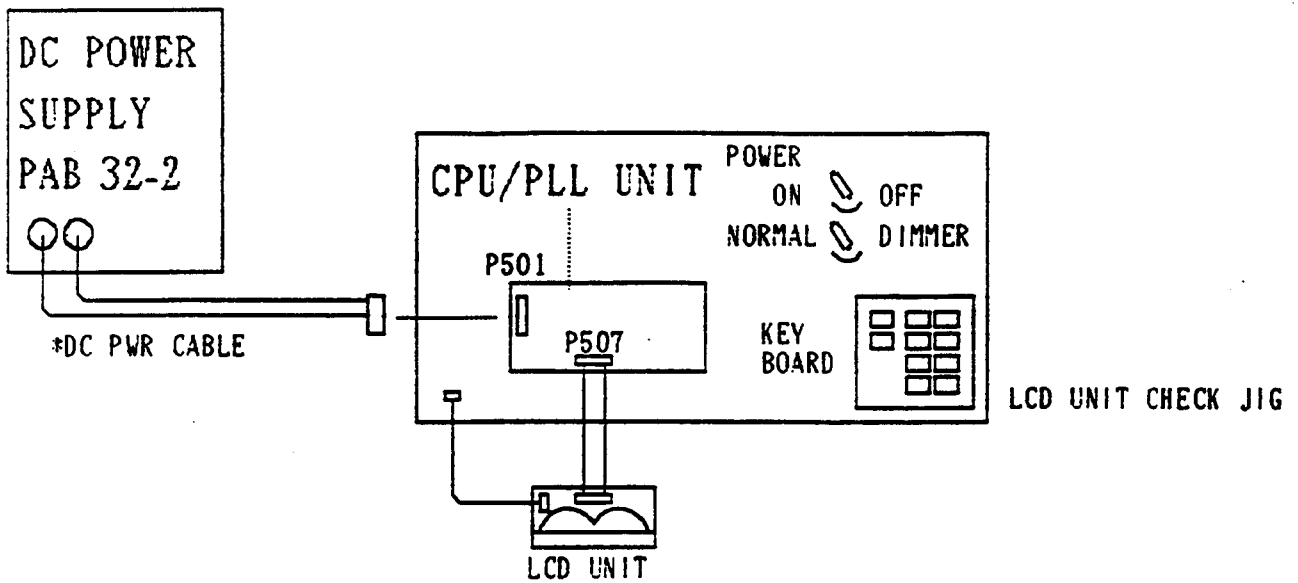 DC POWER
SUPPLY
PAB 32-2
*DC PWR CABLE
CPU/PLL UNIT
P501
P507
POWER
ON OFF
NORMAL DIMMER
KEY
BOARD
LCD UNIT CHECK JIG
LCD UNIT